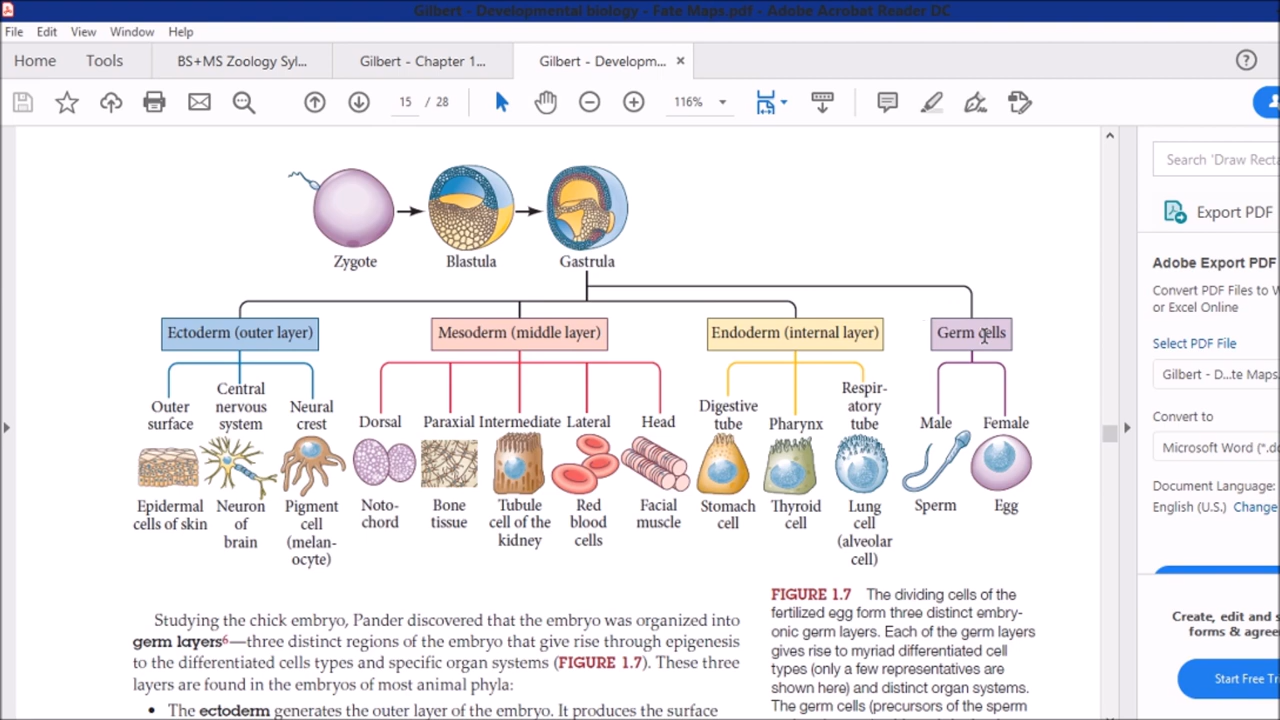 Gilbert - Developmental biology - Fate Maps.pdf - Adobe Acrobat Reader DC
File Edit View Window Help
Home Tools BS+MS Zoology Syl... Gilbert - Chapter 1... Gilbert - Developm... ×
15 / 28 116%
Search 'Draw Recta
Export PDF
Adobe Export PDF
Convert PDF Files to W
or Excel Online
Select PDF File
Gilbert - D...te Maps.
Convert to
Microsoft Word (*.do
Document Language:
English (U.S.) Change
Create, edit and s
forms & agree
Start Free Tr
Zygote Blastula Gastrula
Ectoderm (outer layer) Mesoderm (middle layer) Endoderm (internal layer) Germ cells
Outer
surface
Central
nervous
system
Neural
crest
Dorsal Paraxial Intermediate Lateral Head
Digestive
tube
Pharynx
Respir-
atory
tube
Male Female
Epidermal
cells of skin
Neuron
of
brain
Pigment
cell
(melan-
ocyte)
Noto-
chord
Bone
tissue
Tubule
cell of the
kidney
Red
blood
cells
Facial
muscle
Stomach
cell
Thyroid
cell
Lung
cell
(alveolar
cell)
Sperm Egg
Studying the chick embryo, Pander discovered that the embryo was organized into
germ layers6—three distinct regions of the embryo that give rise through epigenesis
to the differentiated cells types and specific organ systems (FIGURE 1.7). These three
layers are found in the embryos of most animal phyla:
• The ectoderm generates the outer layer of the embryo. It produces the surface
FIGURE 1.7 The dividing cells of the
fertilized egg form three distinct embry-
onic germ layers. Each of the germ layers
gives rise to myriad differentiated cell
types (only a few representatives are
shown here) and distinct organ systems.
The germ cells (precursors of the sperm